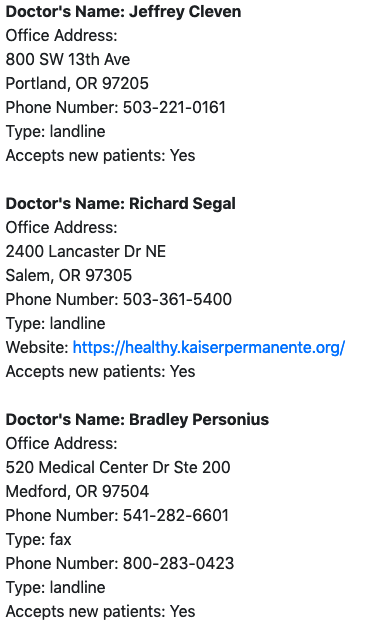 Doctor's Name: Jeffrey Cleven
Office Address:
800 SW 13th Ave
Portland, OR 97205
Phone Number: 503-221-0161
Type: landline
Accepts new patients: Yes
Doctor's Name: Richard Segal
Office Address:
2400 Lancaster Dr NE
Salem, OR 97305
Phone Number: 503-361-5400
Type: landline
Website: https://healthy.kaiserpermanente.org/
Accepts new patients: Yes
Doctor's Name: Bradley Personius
Office Address:
520 Medical Center Dr Ste 200
Medford, OR 97504
Phone Number: 541-282-6601
Type: fax
Phone Number: 800-283-0423
Type: landline
Accepts new patients: Yes